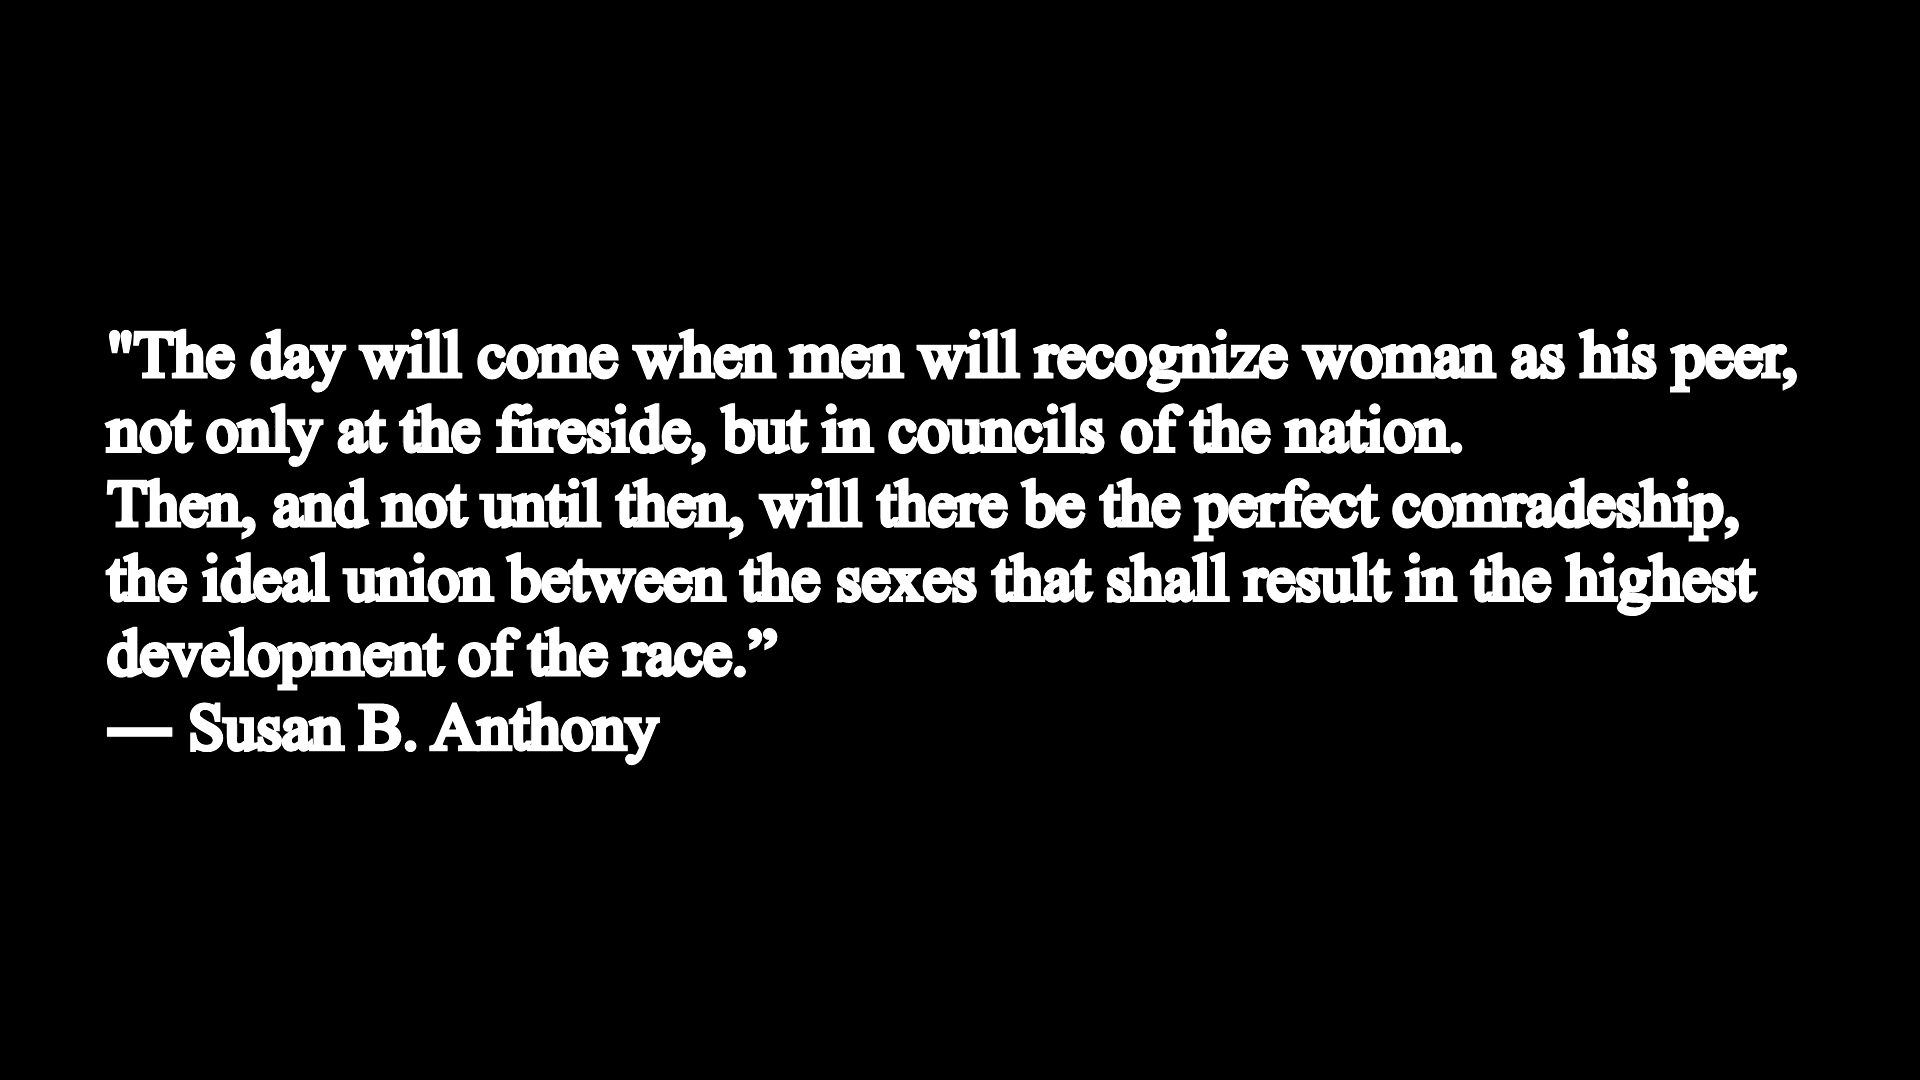 "The day will come when men will recognize woman as his peer,
not only at the fireside, but in councils of the nation.
Then, and not until then, will there be the perfect comradeship,
the ideal union between the sexes that shall result in the highest
development of the race.”
— Susan B. Anthony